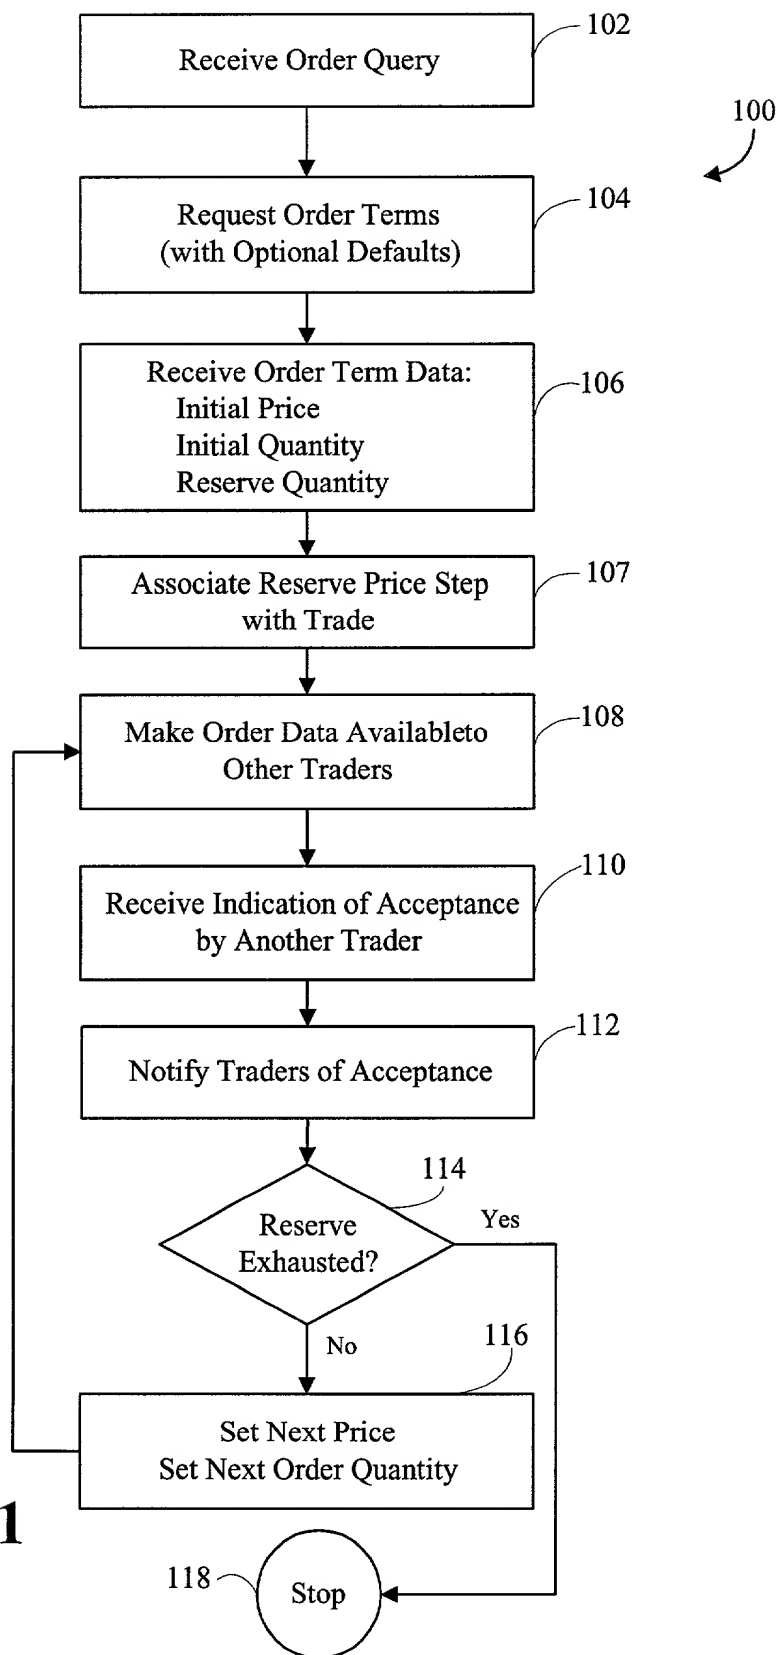 102
Receive Order Query
100
104
Request Order Terms
(with Optional Defaults)
106
Receive Order Term Data:
Initial Price
Initial Quantity
Reserve Quantity
107
Associate Reserve Price Step
with Trade
108
Make Order Data Availableto
Other Traders
110
Receive Indication of Acceptance
by Another Trader
112
Notify Traders of Acceptance
114
Reserve
Exhausted?
Yes
No
116
Set Next Price
Set Next Order Quantity
1
118
Stop